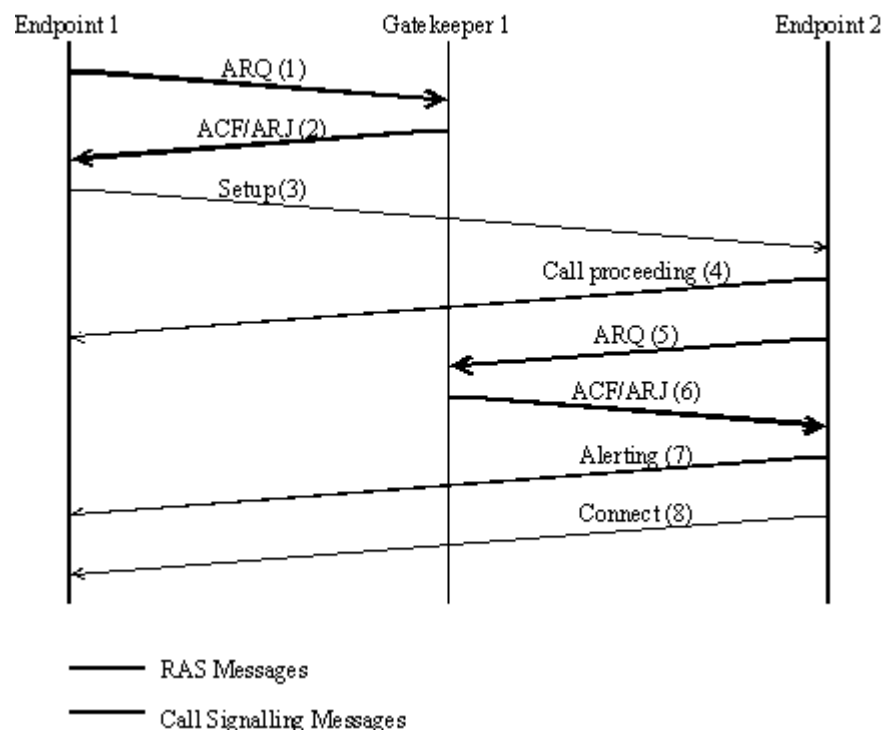 Endpoint 1 Gatekeeper 1 Endpoint 2
ARQ (1)
ACF/ARJ (2)
Setup (3)
Call proceeding (4)
ARQ (5)
ACF/ARJ (6)
Alerting (7)
Connect (8)
RAS Messages
Call Signalling Messages